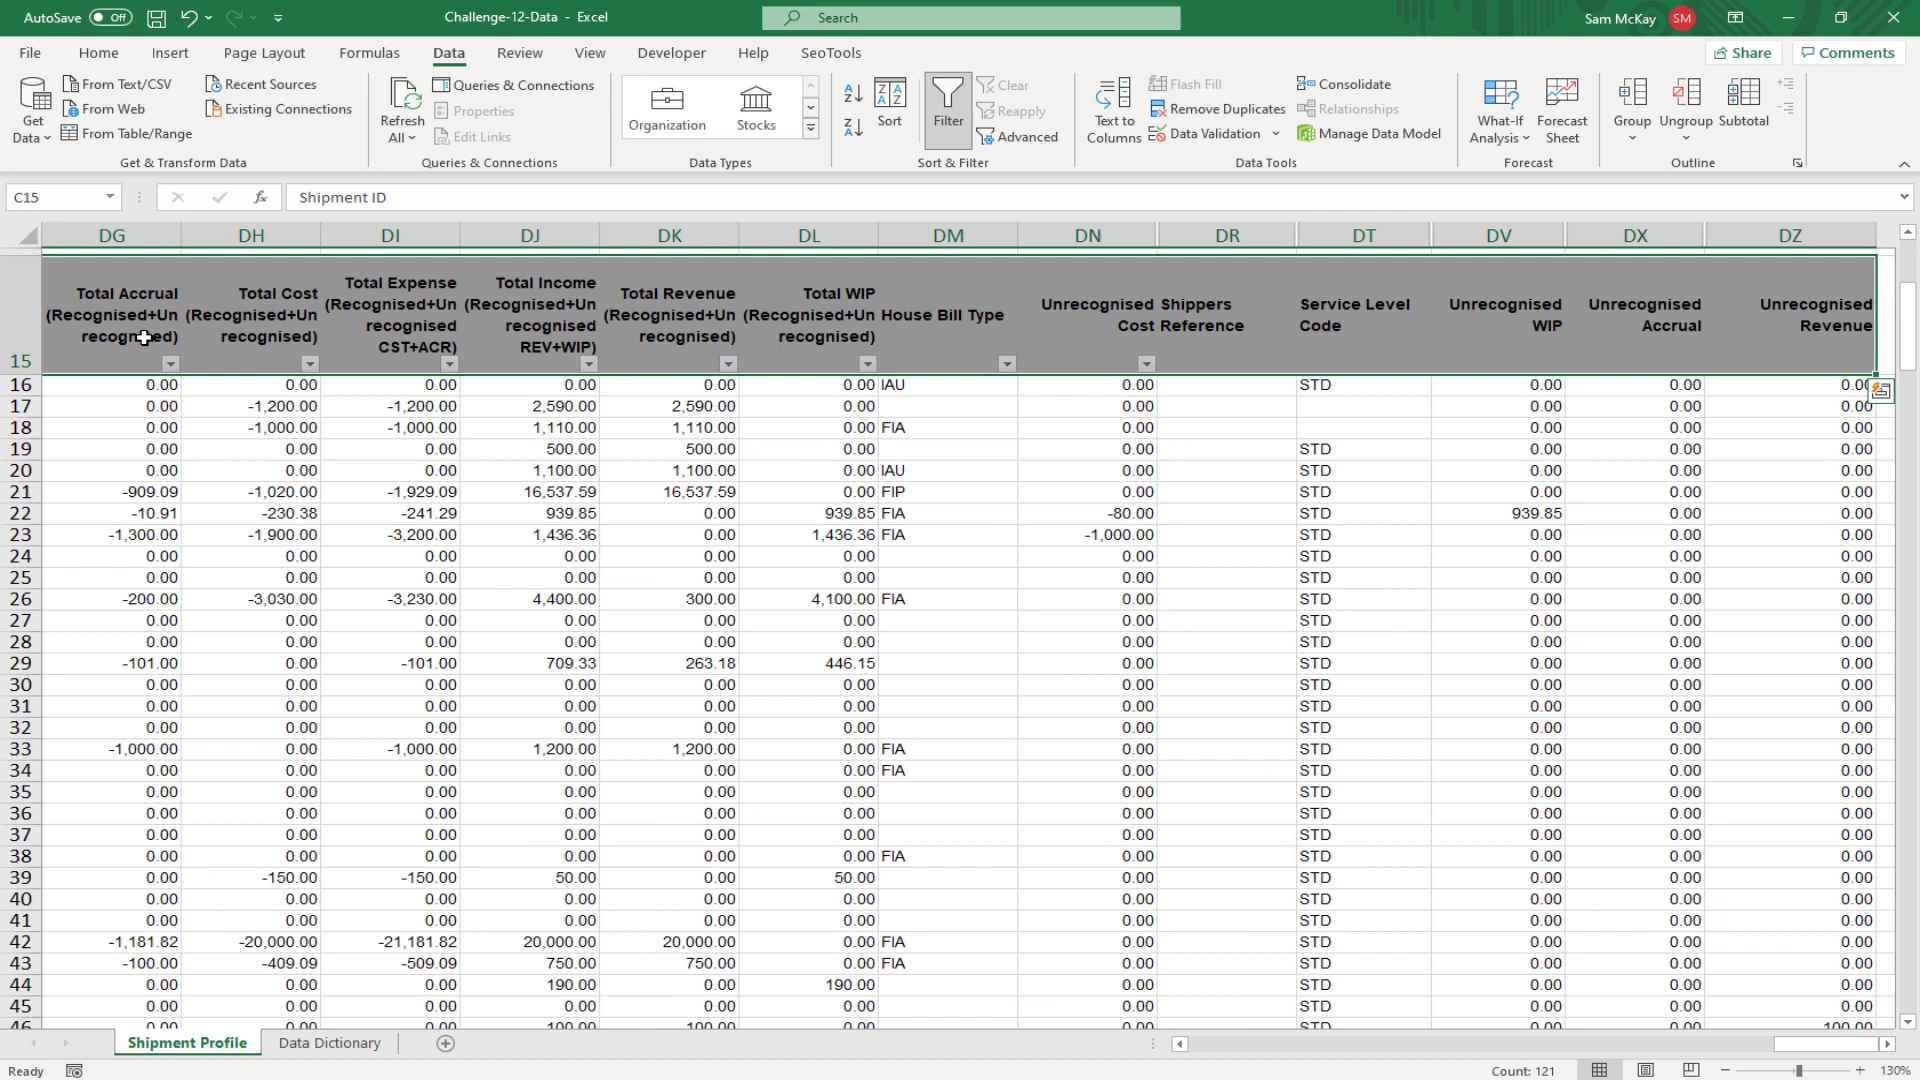 AutoSave Off Challenge-12-Data - Excel Search Sam McKay SM
File Home Insert Page Layout Formulas Data Review View Developer Help SeoTools Share Comments
Get Data From Text/CSV From Web From Table/Range Recent Sources Existing Connections
Get & Transform Data
Refresh All Queries & Connections Properties Edit Links
Queries & Connections
Organization Stocks
Data Types
Sort Filter Clear Reapply Advanced
Sort & Filter
Text to Columns Flash Fill Remove Duplicates Data Validation Consolidate Relationships Manage Data Model
Data Tools
What-If Analysis Forecast Sheet
Forecast
Group Ungroup Subtotal
Outline
C15 fx Shipment ID
DG DH DI DJ DK DL DM DN DR DT DV DX DZ
15 Total Accrual (Recognised+Un recognised) Total Cost (Recognised+Un recognised) Total Expense (Recognised+Un recognised CST+ACR) Total Income (Recognised+Un recognised REV+WIP) Total Revenue (Recognised+Un recognised) Total WIP (Recognised+Un recognised) House Bill Type Unrecognised Cost Shippers Reference Service Level Code Unrecognised WIP Unrecognised Accrual Unrecognised Revenue
16 0.00 0.00 0.00 0.00 0.00 0.00 IAU 0.00 STD 0.00 0.00 0.00
17 0.00 -1,200.00 -1,200.00 2,590.00 2,590.00 0.00 0.00 0.00 0.00 0.00
18 0.00 -1,000.00 -1,000.00 1,110.00 1,110.00 0.00 FIA 0.00 0.00 0.00 0.00
19 0.00 0.00 0.00 500.00 500.00 0.00 0.00 STD 0.00 0.00 0.00
20 0.00 0.00 0.00 1,100.00 1,100.00 0.00 IAU 0.00 STD 0.00 0.00 0.00
21 -909.09 -1,020.00 -1,929.09 16,537.59 16,537.59 0.00 FIP 0.00 STD 0.00 0.00 0.00
22 -10.91 -230.38 -241.29 939.85 0.00 939.85 FIA -80.00 STD 939.85 0.00 0.00
23 -1,300.00 -1,900.00 -3,200.00 1,436.36 0.00 1,436.36 FIA -1,000.00 STD 0.00 0.00 0.00
24 0.00 0.00 0.00 0.00 0.00 0.00 0.00 STD 0.00 0.00 0.00
25 0.00 0.00 0.00 0.00 0.00 0.00 0.00 STD 0.00 0.00 0.00
26 -200.00 -3,030.00 -3,230.00 4,400.00 300.00 4,100.00 FIA 0.00 STD 0.00 0.00 0.00
27 0.00 0.00 0.00 0.00 0.00 0.00 0.00 STD 0.00 0.00 0.00
28 0.00 0.00 0.00 0.00 0.00 0.00 0.00 STD 0.00 0.00 0.00
29 -101.00 0.00 -101.00 709.33 263.18 446.15 0.00 STD 0.00 0.00 0.00
30 0.00 0.00 0.00 0.00 0.00 0.00 0.00 STD 0.00 0.00 0.00
31 0.00 0.00 0.00 0.00 0.00 0.00 0.00 STD 0.00 0.00 0.00
32 0.00 0.00 0.00 0.00 0.00 0.00 0.00 STD 0.00 0.00 0.00
33 -1,000.00 0.00 -1,000.00 1,200.00 1,200.00 0.00 FIA 0.00 STD 0.00 0.00 0.00
34 0.00 0.00 0.00 0.00 0.00 0.00 FIA 0.00 STD 0.00 0.00 0.00
35 0.00 0.00 0.00 0.00 0.00 0.00 0.00 STD 0.00 0.00 0.00
36 0.00 0.00 0.00 0.00 0.00 0.00 0.00 STD 0.00 0.00 0.00
37 0.00 0.00 0.00 0.00 0.00 0.00 0.00 STD 0.00 0.00 0.00
38 0.00 0.00 0.00 0.00 0.00 0.00 FIA 0.00 STD 0.00 0.00 0.00
39 0.00 -150.00 -150.00 50.00 0.00 50.00 0.00 STD 0.00 0.00 0.00
40 0.00 0.00 0.00 0.00 0.00 0.00 0.00 STD 0.00 0.00 0.00
41 0.00 0.00 0.00 0.00 0.00 0.00 0.00 STD 0.00 0.00 0.00
42 -1,181.82 -20,000.00 -21,181.82 20,000.00 20,000.00 0.00 FIA 0.00 STD 0.00 0.00 0.00
43 -100.00 -409.09 -509.09 750.00 750.00 0.00 FIA 0.00 STD 0.00 0.00 0.00
44 0.00 0.00 0.00 190.00 0.00 190.00 0.00 STD 0.00 0.00 0.00
45 0.00 0.00 0.00 0.00 0.00 0.00 0.00 STD 0.00 0.00 0.00
46 0.00 0.00 0.00 100.00 100.00 0.00 0.00 STD 0.00 0.00 100.00
Shipment Profile Data Dictionary
Ready Count: 121 130%